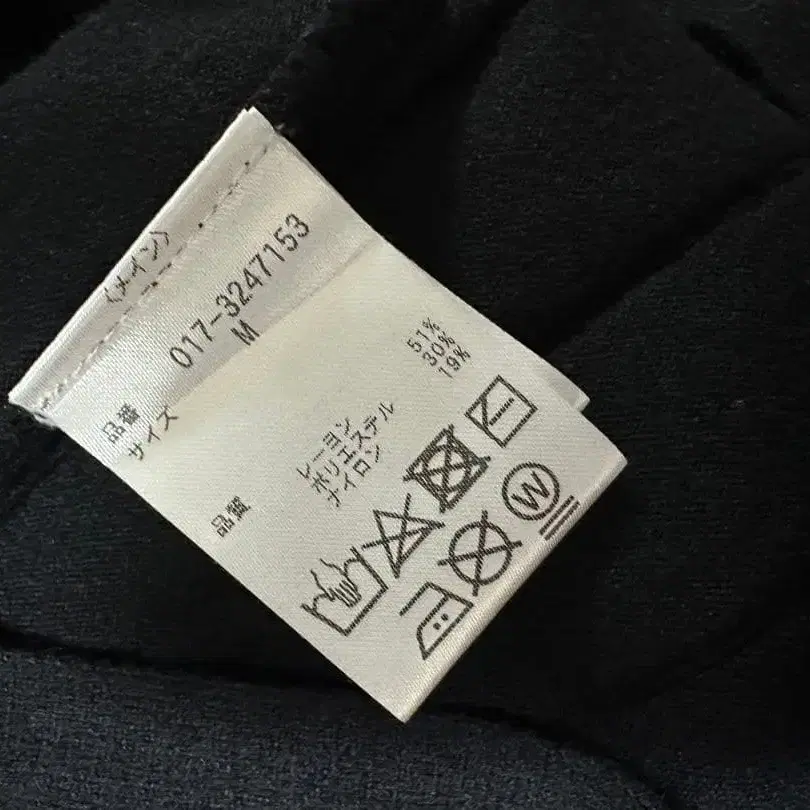 〈メイン〉
品番 017-3247153
サイズ M
品質 レーヨン 51%
ポリエステル 30%
ナイロン 19%
W